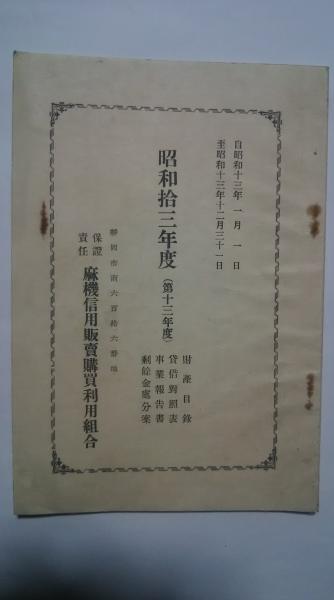 自昭和十三年一月一日
至昭和十三年十二月三十一日
昭和拾三年度(第十三年度)
財産目錄
貸借對照表
事業報告書
剩餘金處分案
靜岡市南六百拾六番地
保證
責任
麻機信用販賣購買利用組合